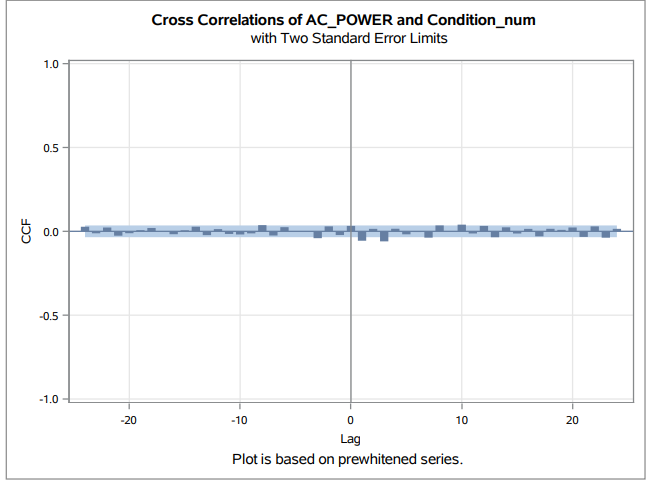 Cross Correlations of AC_POWER and Condition_num
with Two Standard Error Limits
1.0
0.5
0.0
-0.5
-1.0
CCF
-20
-10
0
10
20
Lag
Plot is based on prewhitened series.